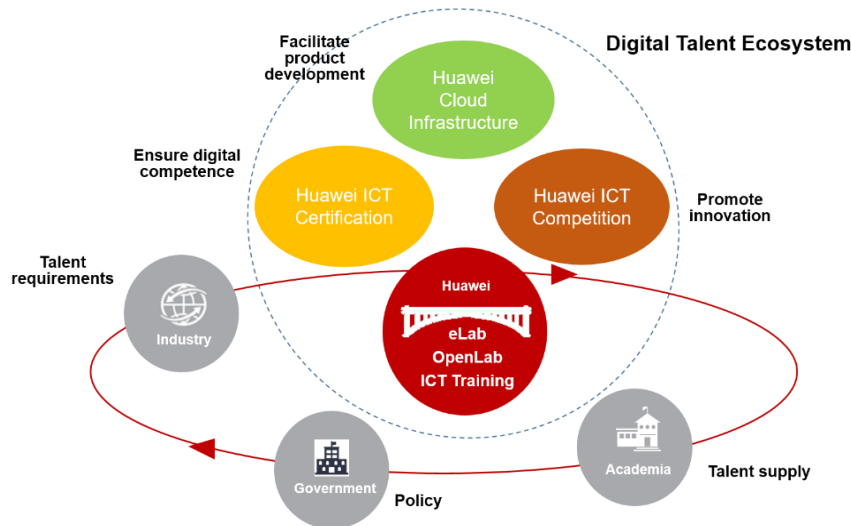 Digital Talent Ecosystem
Facilitate
product
development
Huawei
Cloud
Infrastructure
Ensure digital
competence
Huawei ICT
Certification
Huawei ICT
Competition
Promote
innovation
Talent
requirements
Industry
Huawei
eLab
OpenLab
ICT Training
Government
Policy
Academia
Talent supply